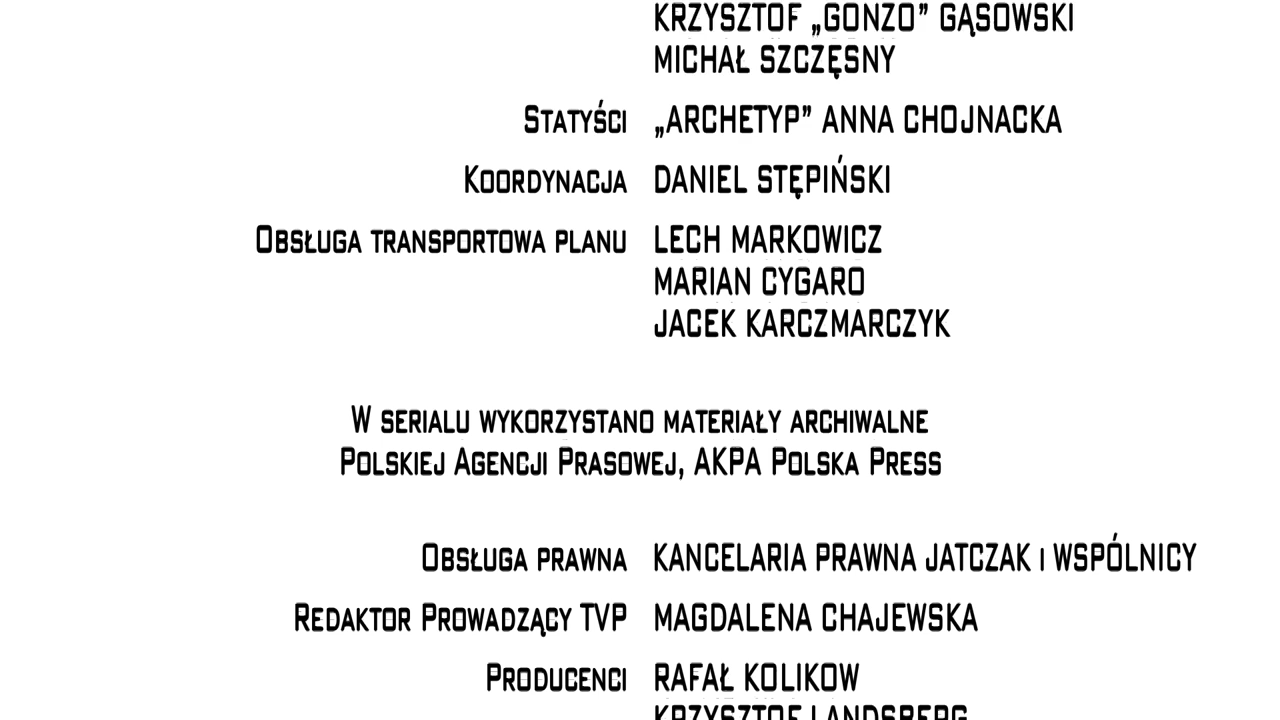 KRZYSZTOF „GONZO” GĄSOWSKI
MICHAŁ SZCZĘSNY
Statyści „ARCHETYP” ANNA CHOJNACKA
Koordynacja DANIEL STĘPIŃSKI
Obsługa transportowa planu LECH MARKOWICZ
MARIAN CYGARO
JACEK KARCZMARCZYK
W serialu wykorzystano materiały archiwalne
Polskiej Agencji Prasowej, AKPA Polska Press
Obsługa prawna KANCELARIA PRAWNA JATCZAK i WSPÓLNICY
Redaktor Prowadzący TVP MAGDALENA CHAJEWSKA
Producenci RAFAŁ KOLIKOW
KRZYSZTOF LANDSBERG